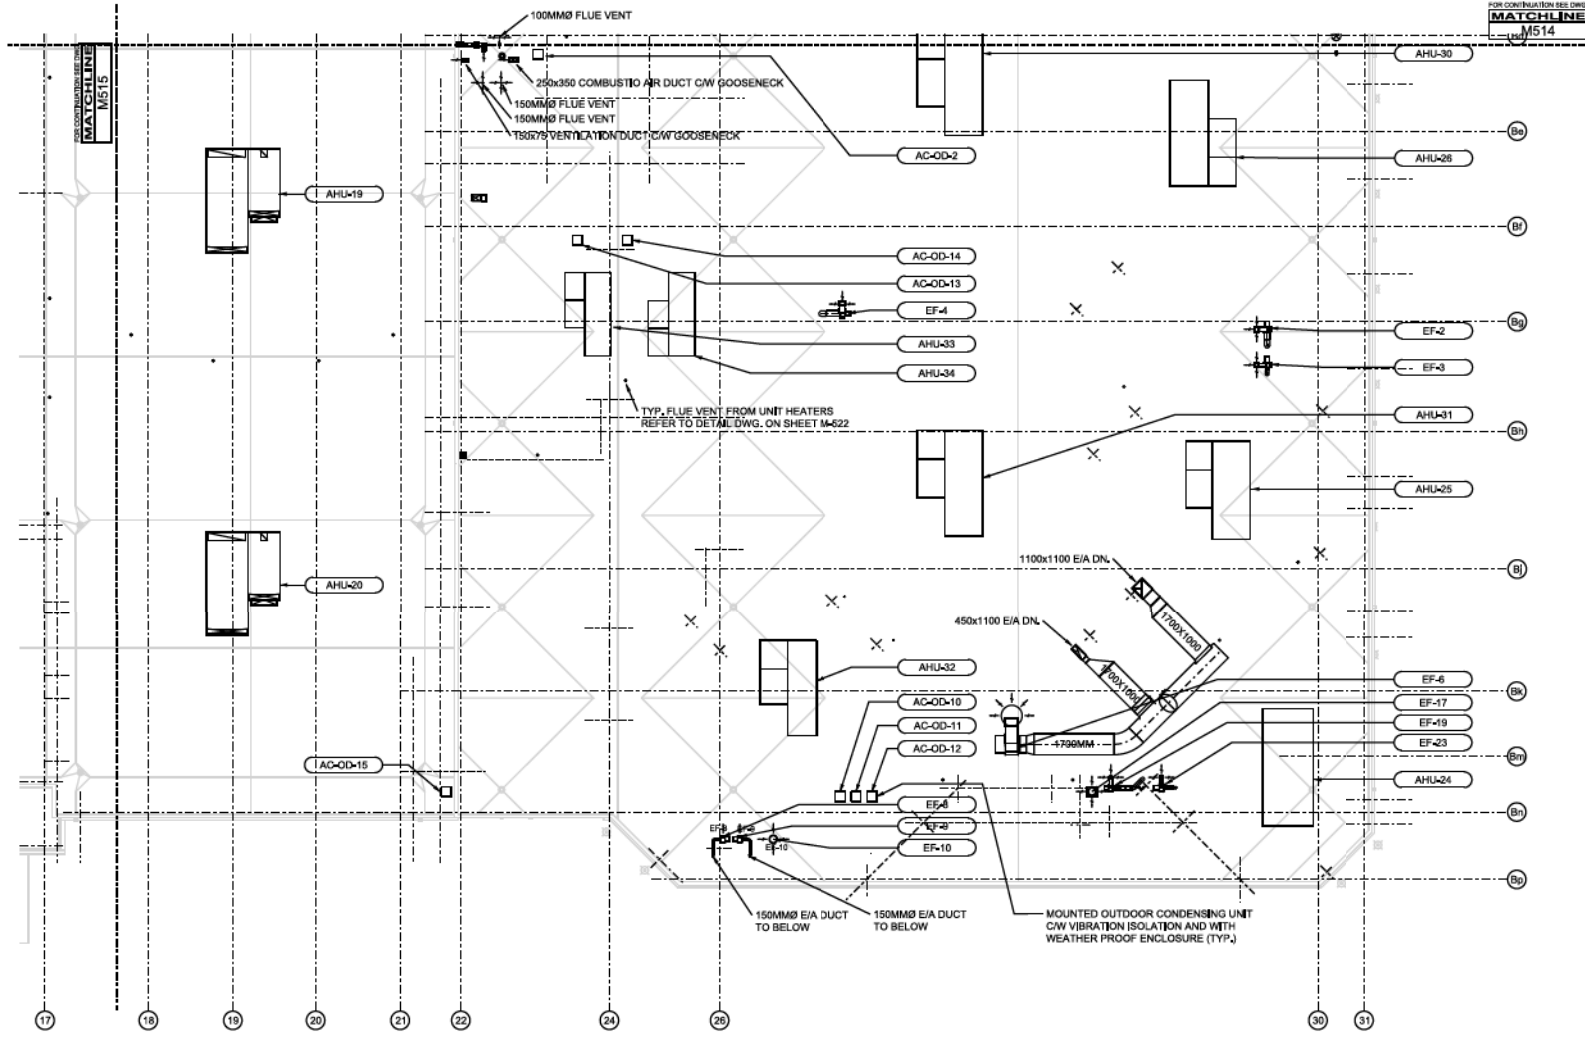 100MMØ FLUE VENT
FOR CONTINUATION SEE DWG
MATCHLINE
M514
FOR CONTINUATION SEE DWG
MATCHLINE
M515
AHU-30
250x350 COMBUSTIO AIR DUCT C/W GOOSENECK
150MMØ FLUE VENT
150MMØ FLUE VENT
150x75 VENTILATION DUCT C/W GOOSENECK
Be
AC-OD-2
AHU-26
AHU-19
Bf
AC-OD-14
AC-OD-13
EF-4
Bg
EF-2
AHU-33
EF-3
AHU-34
TYP. FLUE VENT FROM UNIT HEATERS
REFER TO DETAIL DWG. ON SHEET M-522
AHU-31
Bh
AHU-25
1100x1100 E/A DN.
Bj
AHU-20
450x1100 E/A DN.
1700X1000
1700X1000
AHU-32
EF-6
Bk
AC-OD-10
EF-17
AC-OD-11
EF-19
AC-OD-12
EF-23
1700MM
Bm
AC-OD-15
AHU-24
EF-8
Bn
EF-9
EF-8
EF-9
EF-10
EF-10
Bp
150MMØ E/A DUCT
TO BELOW
150MMØ E/A DUCT
TO BELOW
MOUNTED OUTDOOR CONDENSING UNIT
C/W VIBRATION ISOLATION AND WITH
WEATHER PROOF ENCLOSURE (TYP.)
17
18
19
20
21
22
24
26
30
31